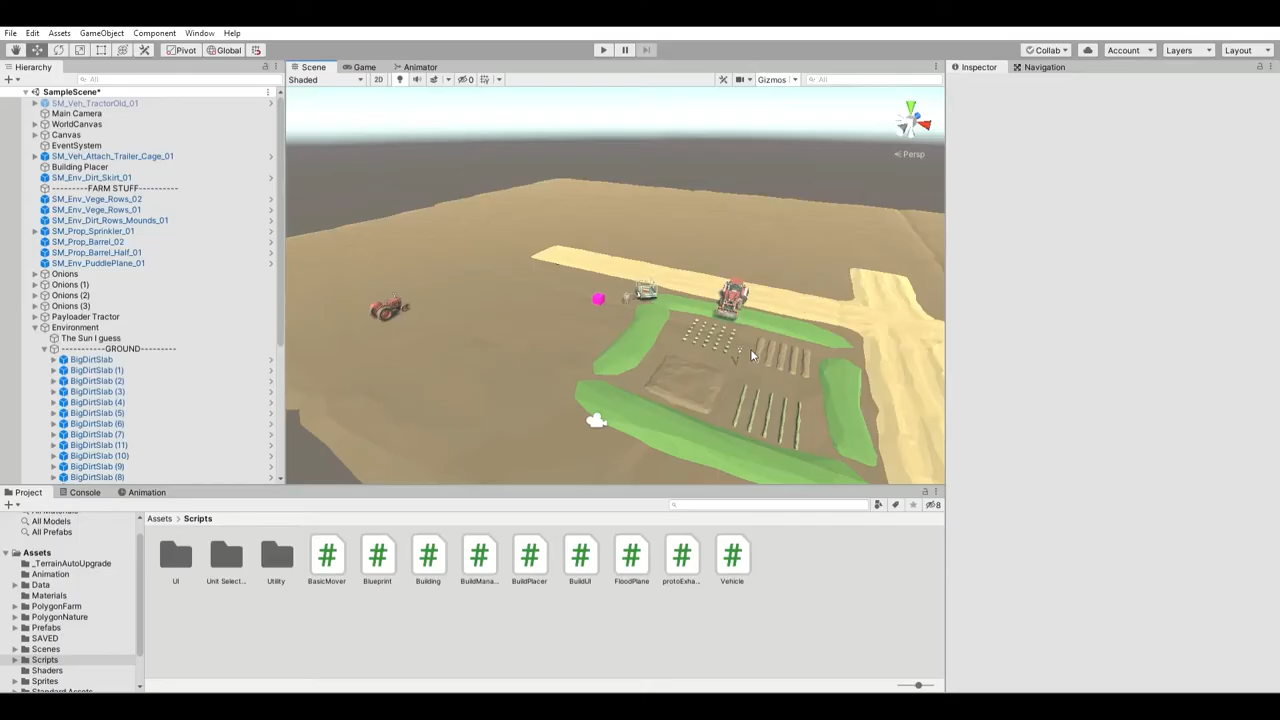 File Edit Assets GameObject Component Window Help
Pivot Global Collab Account Layers Layout
Hierarchy Scene Game Animator Inspector Navigation
All Shaded 2D 0 Gizmos All
SampleScene*
SM_Veh_TractorOld_01
Main Camera
WorldCanvas
Canvas
EventSystem
SM_Veh_Attach_Trailer_Cage_01
Building Placer
SM_Env_Dirt_Skirt_01
---------FARM STUFF----------
SM_Env_Vege_Rows_02
SM_Env_Vege_Rows_01
SM_Env_Dirt_Rows_Mounds_01
SM_Prop_Sprinkler_01
SM_Prop_Barrel_02
SM_Prop_Barrel_Half_01
SM_Env_PuddlePlane_01
Onions
Onions (1)
Onions (2)
Onions (3)
Payloader Tractor
Environment
The Sun I guess
---------GROUND---------
BigDirtSlab
BigDirtSlab (1)
BigDirtSlab (2)
BigDirtSlab (3)
BigDirtSlab (4)
BigDirtSlab (5)
BigDirtSlab (6)
BigDirtSlab (7)
BigDirtSlab (11)
BigDirtSlab (10)
BigDirtSlab (9)
BigDirtSlab (8)
Persp
Project Console Animation
8
All Models
All Prefabs
Assets
_TerrainAutoUpgrade
Animation
Data
Materials
PolygonFarm
PolygonNature
Prefabs
SAVED
Scenes
Scripts
Shaders
Sprites
Assets > Scripts
UI Unit Select... Utility BasicMover Blueprint Building BuildMana... BuildPlacer BuildUI FloodPlane protoExha... Vehicle